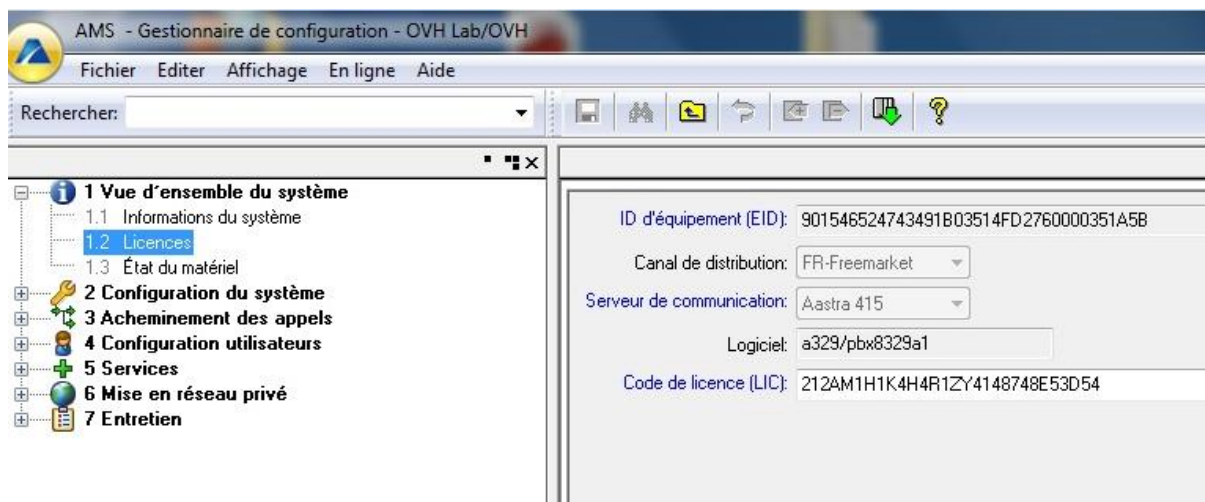 AMS - Gestionnaire de configuration - OVH Lab/OVH
Fichier Editer Affichage En ligne Aide
Rechercher:
1 Vue d´ensemble du système
1.1 Informations du système
1.2 Licences
1.3 État du matériel
2 Configuration du système
3 Acheminement des appels
4 Configuration utilisateurs
5 Services
6 Mise en réseau privé
7 Entretien
ID d'équipement (EID): 901546524743491B03514FD2760000351A5B
Canal de distribution: FR-Freemarket
Serveur de communication: Aastra 415
Logiciel: a329/pbx8329a1
Code de licence (LIC): 212AM1H1K4H4R1ZY4148748E53D54